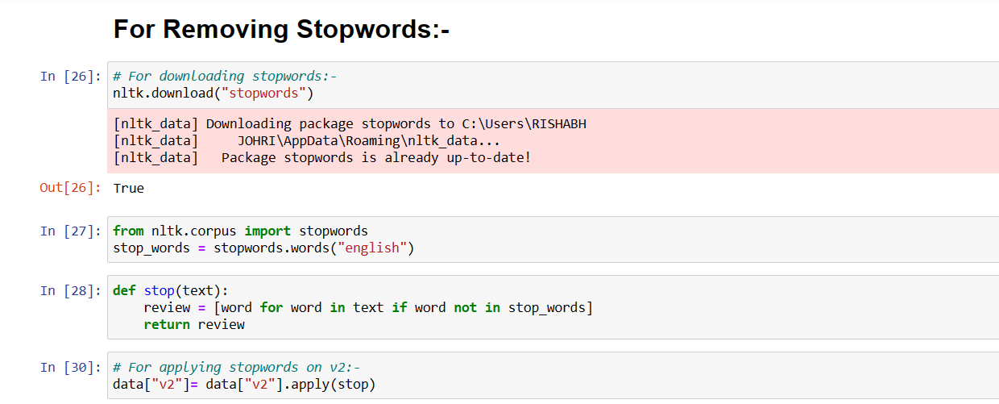 For Removing Stopwords:-
In [26]: # For downloading stopwords:-
nltk.download("stopwords")
[nltk_data] Downloading package stopwords to C:\Users\RISHABH
[nltk_data]     JOHRI\AppData\Roaming\nltk_data...
[nltk_data]   Package stopwords is already up-to-date!
Out[26]: True
In [27]: from nltk.corpus import stopwords
stop_words = stopwords.words("english")
In [28]: def stop(text):
    review = [word for word in text if word not in stop_words]
    return review
In [30]: # For applying stopwords on v2:-
data["v2"]= data["v2"].apply(stop)